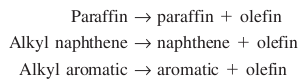 Paraffin → paraffin + olefin
Alkyl naphthene → naphthene + olefin
Alkyl aromatic → aromatic + olefin